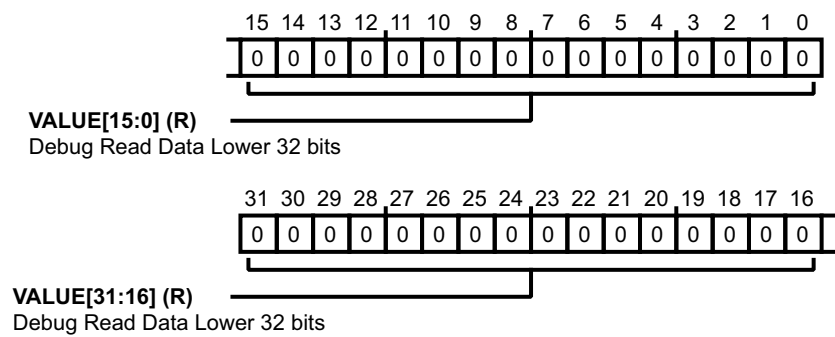 15 14 13 12 11 10 9 8 7 6 5 4 3 2 1 0
0 0 0 0 0 0 0 0 0 0 0 0 0 0 0 0
VALUE[15:0] (R)
Debug Read Data Lower 32 bits
31 30 29 28 27 26 25 24 23 22 21 20 19 18 17 16
0 0 0 0 0 0 0 0 0 0 0 0 0 0 0 0
VALUE[31:16] (R)
Debug Read Data Lower 32 bits